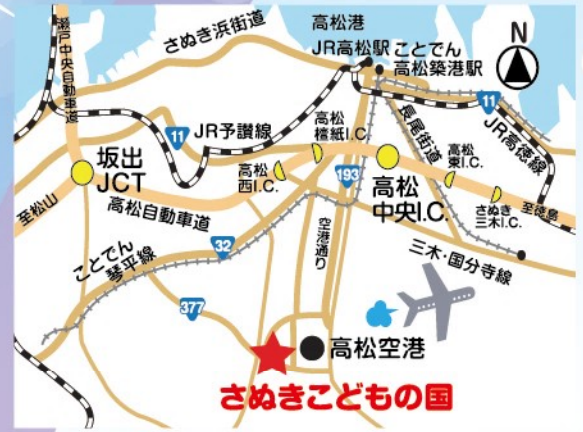 瀬戸中央自動車道
さぬき浜街道
高松港
JR高松駅
ことでん
高松築港駅
N
11
JR予讃線
高松
檀紙I.C.
長尾街道
11
JR高徳線
坂出
JCT
高松
西I.C.
193
高松
中央I.C.
高松
東I.C.
さぬき
三木I.C.
至徳島
至松山
高松自動車道
32
空港通り
三木・国分寺線
ことでん
琴平線
377
高松空港
さぬきこどもの国